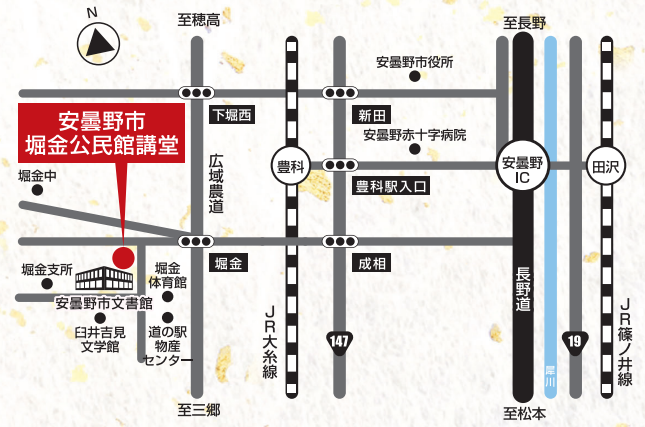 N
至穂高
至長野
安曇野市役所
下堀西
新田
安曇野市
堀金公民館講堂
安曇野赤十字病院
広域農道
豊科
安曇野
IC
田沢
堀金中
豊科駅入口
堀金
成相
堀金支所
堀金
体育館
安曇野市文書館
臼井吉見
文学館
道の駅
物産
センター
JR大糸線
147
長野道
犀川
19
JR篠ノ井線
至三郷
至松本